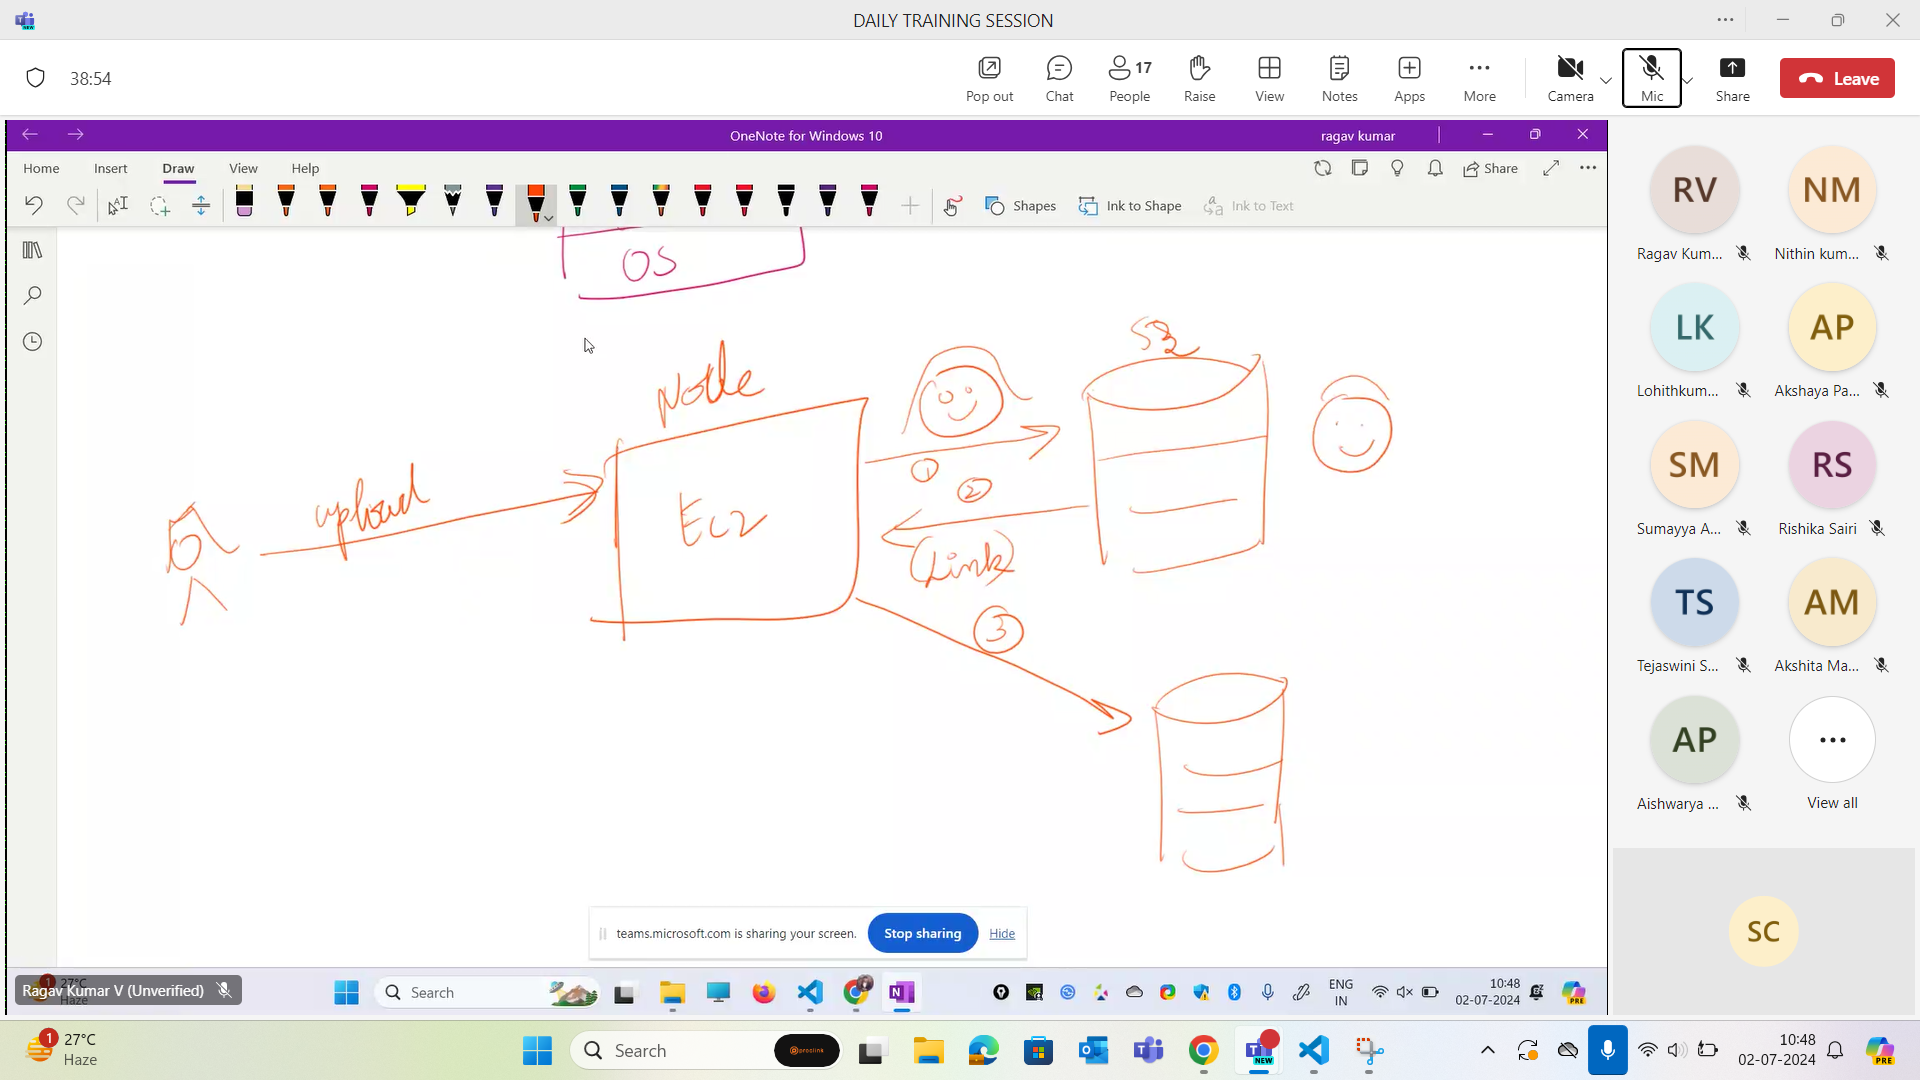 DAILY TRAINING SESSION
38:54
Pop out
Chat
17
People
Raise
View
Notes
Apps
More
Camera
Mic
Share
Leave
OneNote for Windows 10
ragav kumar
Home
Insert
Draw
View
Help
Share
Shapes
Ink to Shape
Ink to Text
OS
S3
Node
upload
EC2
1
2
(Link)
3
teams.microsoft.com is sharing your screen.
Stop sharing
Hide
RV
Ragav Kum...
NM
Nithin kum...
LK
Lohithkum...
AP
Akshaya Pa...
SM
Sumayya A...
RS
Rishika Sairi
TS
Tejaswini S...
AM
Akshita Ma...
AP
Aishwarya ...
View all
SC
Ragav Kumar V (Unverified)
1
27°C
Haze
Search
ENG
IN
10:48
02-07-2024
PRE
1
27°C
Haze
Search
NEW
10:48
02-07-2024
PRE